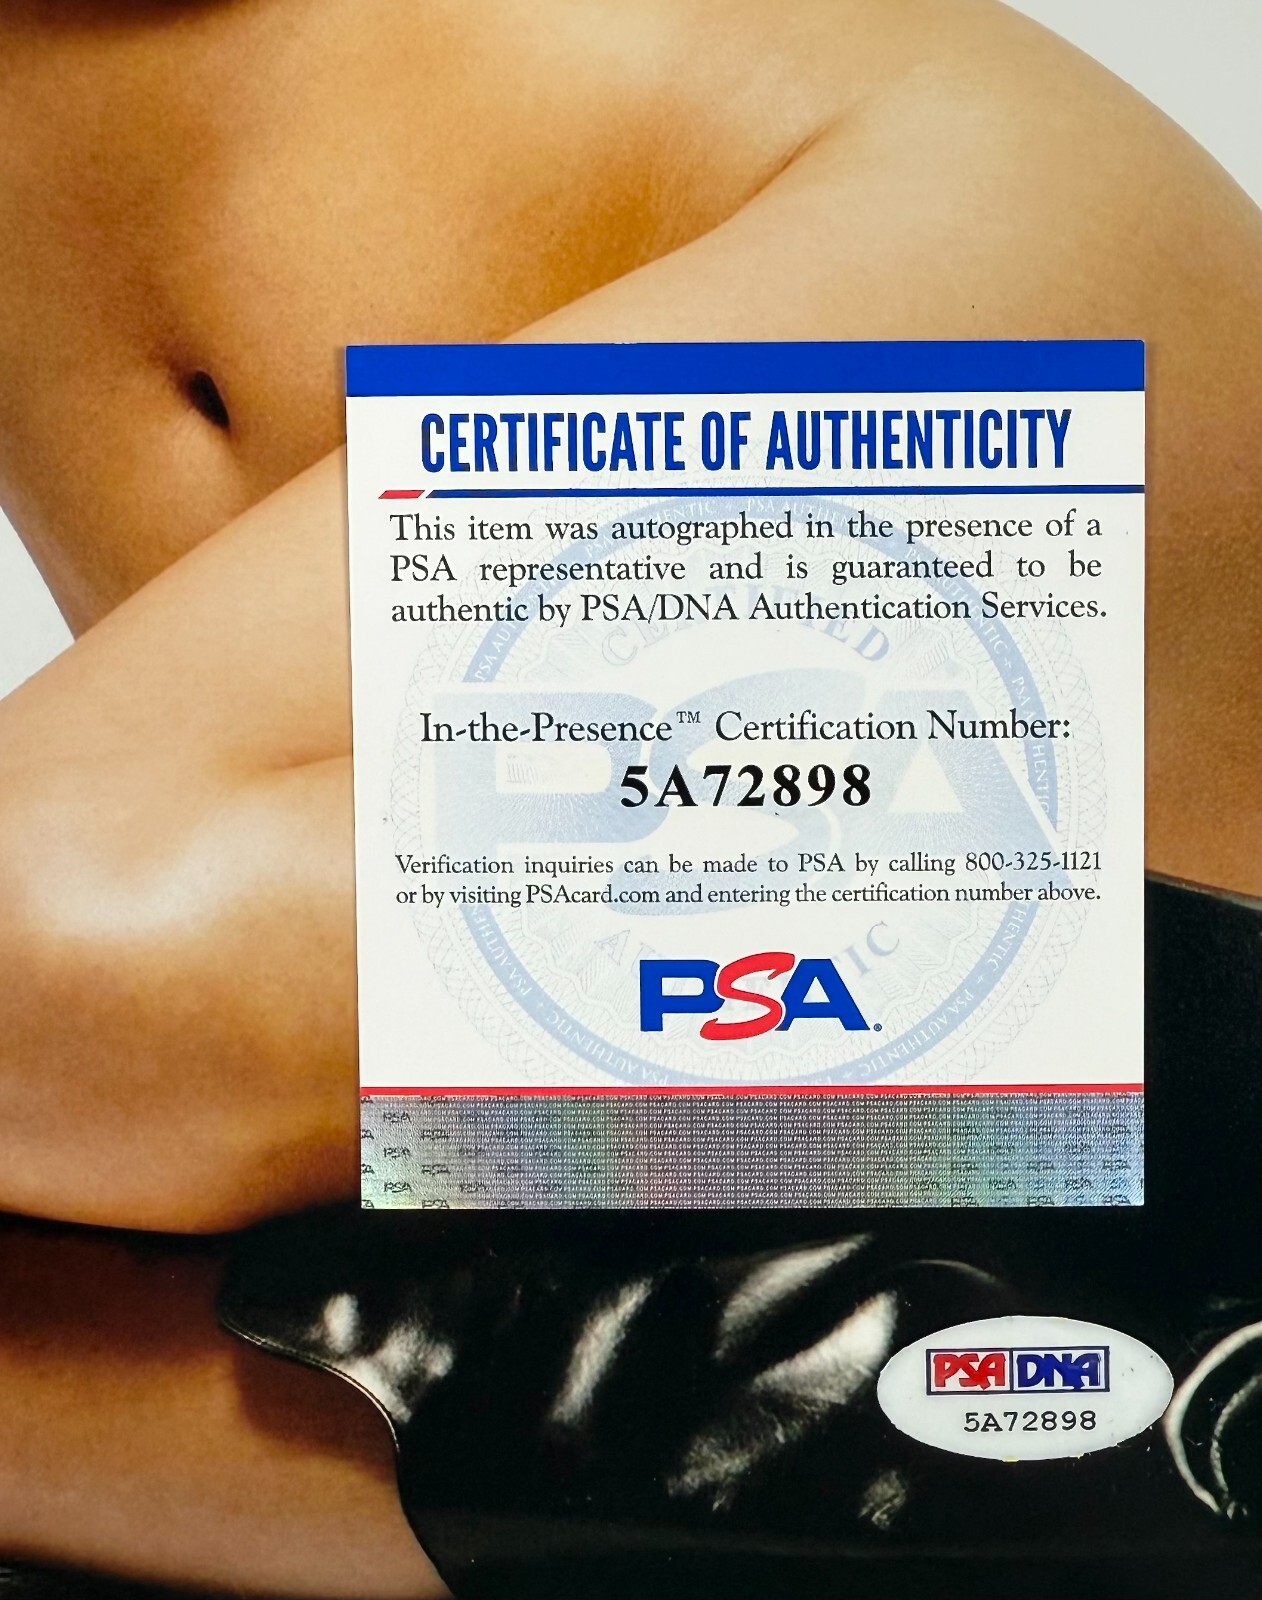 CERTIFICATE OF AUTHENTICITY
This item was autographed in the presence of a
PSA representative and is guaranteed to be
authentic by PSA/DNA Authentication Services.
In-the-Presence™ Certification Number:
5A72898
Verification inquiries can be made to PSA by calling 800-325-1121
or by visiting PSAcard.com and entering the certification number above.
PSA®
PSA DNA
5A72898